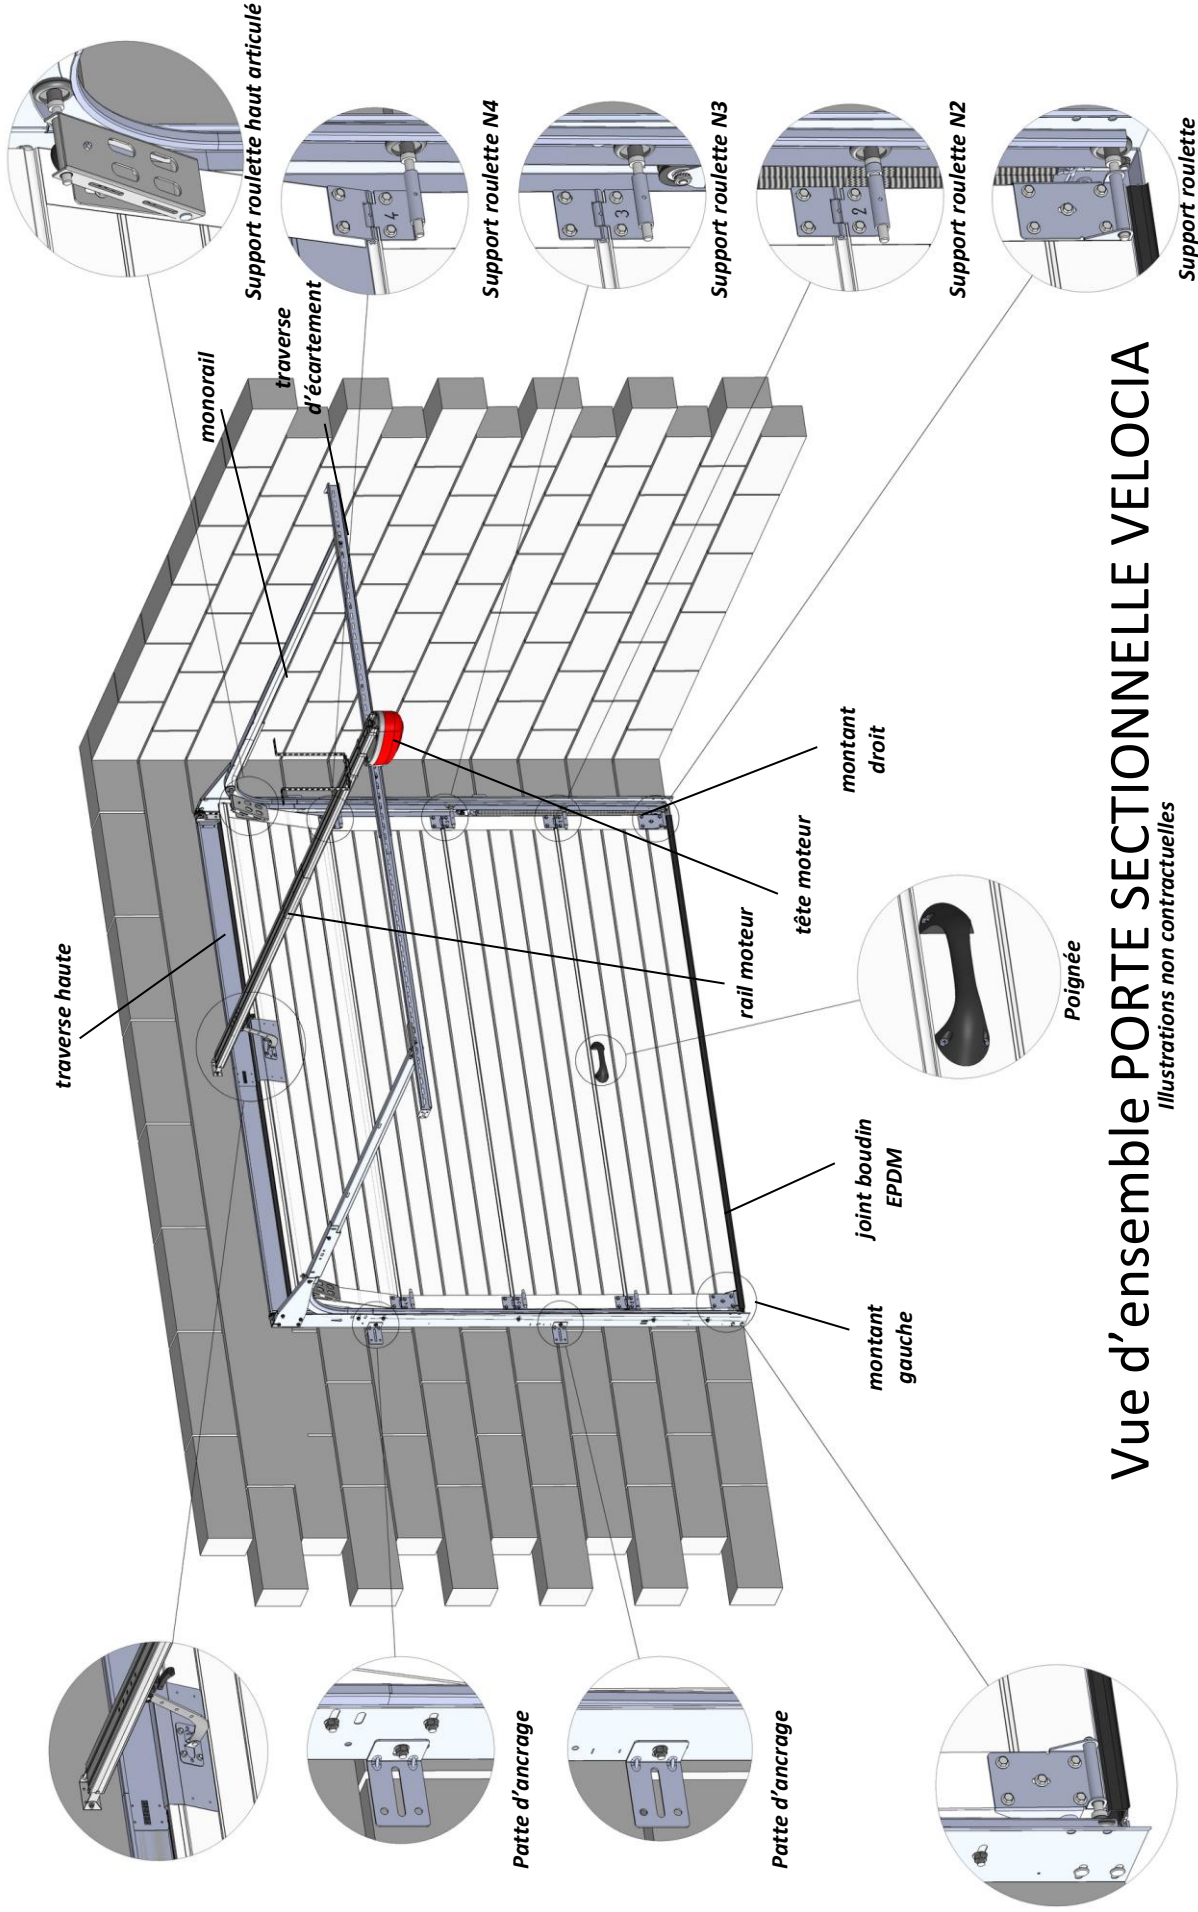 Support roulette haut articulé
Support roulette N4
Support roulette N3
Support roulette N2
Support roulette
monorail
traverse
d'écartement
traverse haute
montant
droit
tête moteur
rail moteur
Poignée
joint boudin
EPDM
montant
gauche
Patte d'ancrage
Patte d'ancrage
4
3
2
Vue d'ensemble PORTE SECTIONNELLE VELOCIA
Illustrations non contractuelles